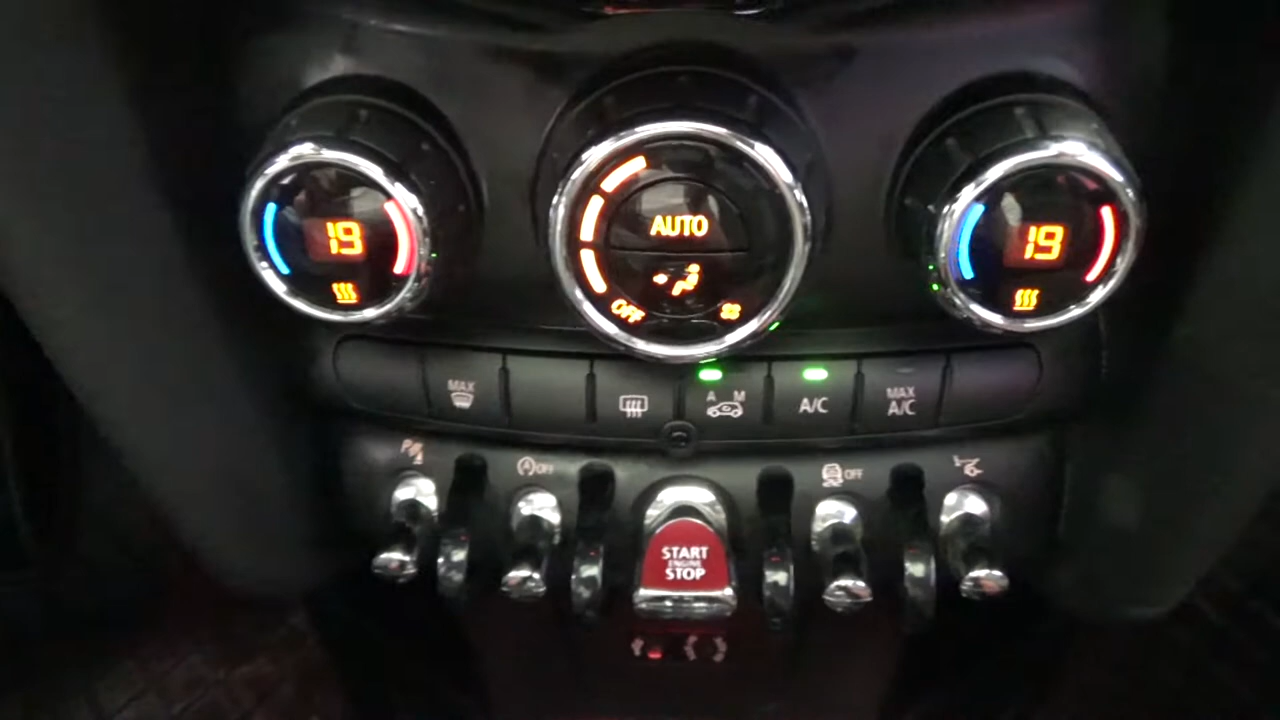 19
AUTO
OFF
19
MAX
A M
A/C
MAX
A/C
P
A OFF
OFF
START
ENGINE
STOP